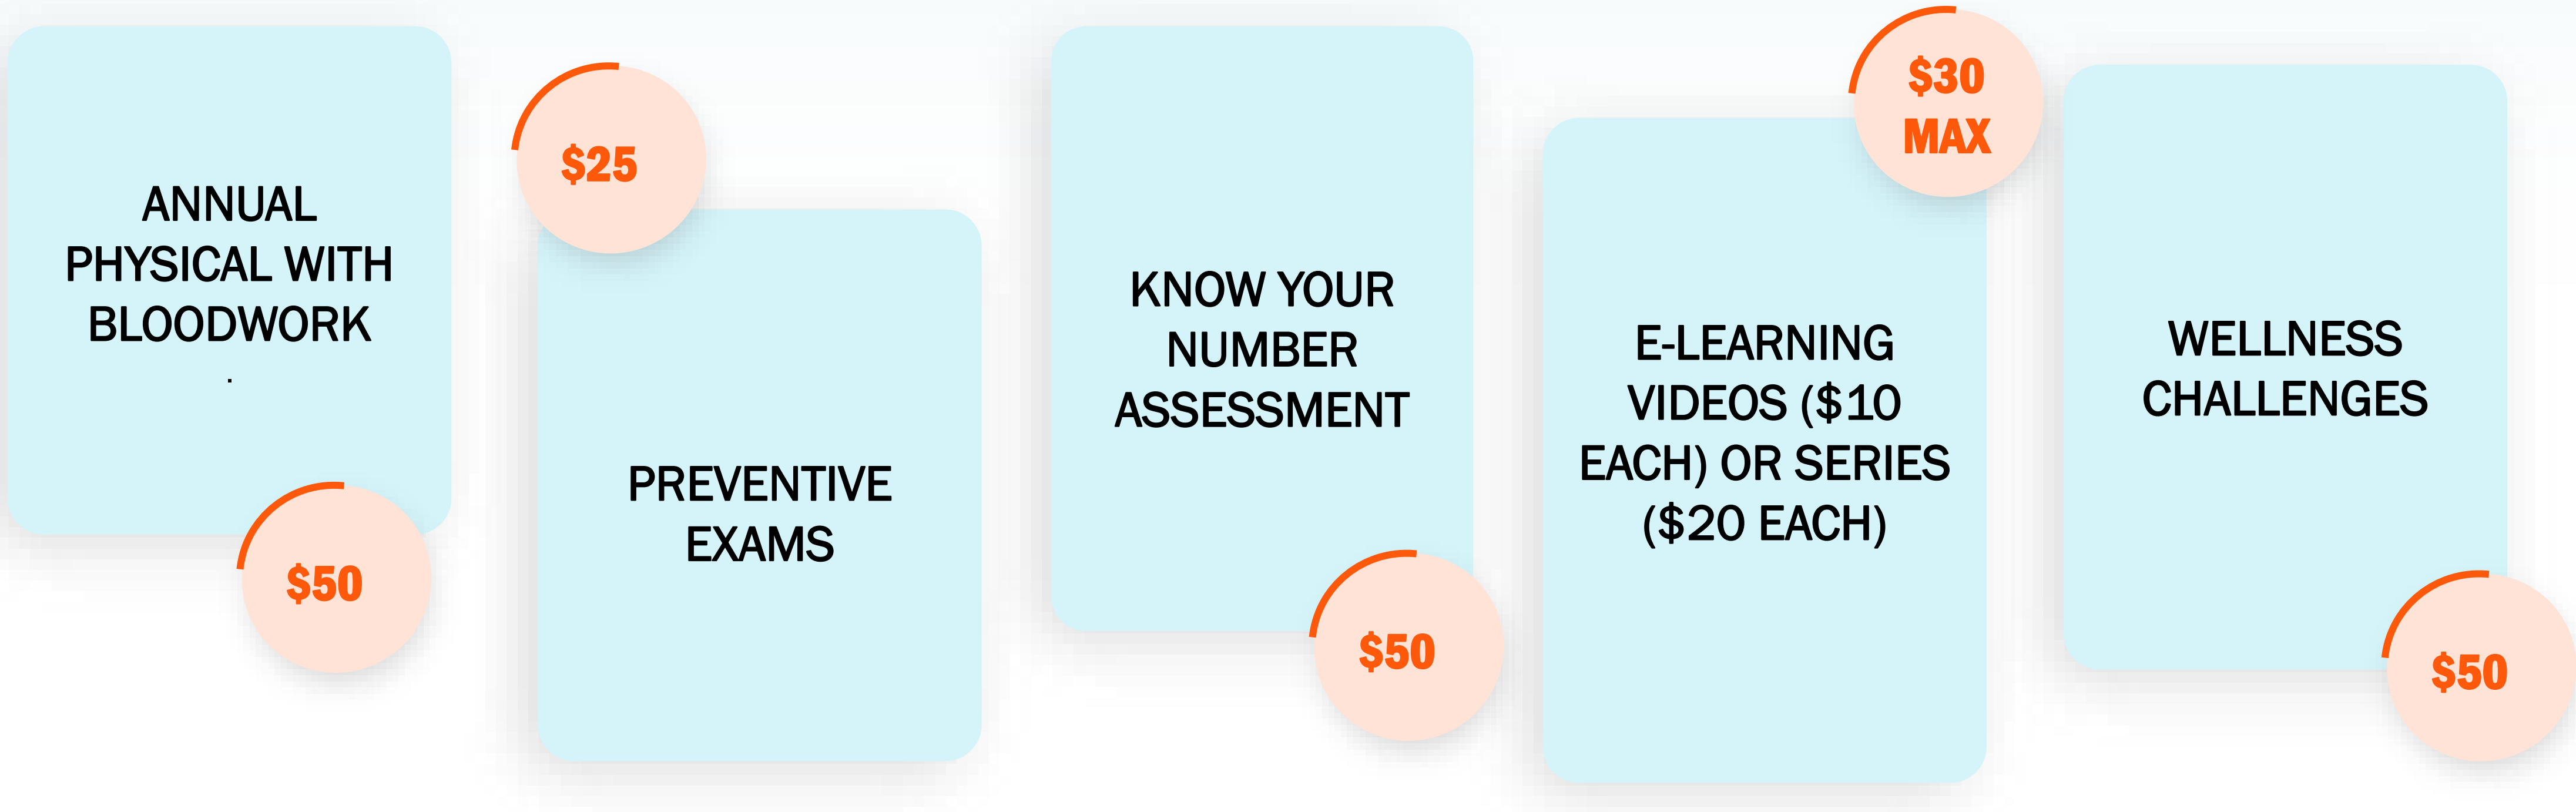 ANNUAL
PHYSICAL WITH
BLOODWORK
.
$50
$25
PREVENTIVE
EXAMS
KNOW YOUR
NUMBER
ASSESSMENT
$50
$30
MAX
E-LEARNING
VIDEOS ($10
EACH) OR SERIES
($20 EACH)
WELLNESS
CHALLENGES
$50